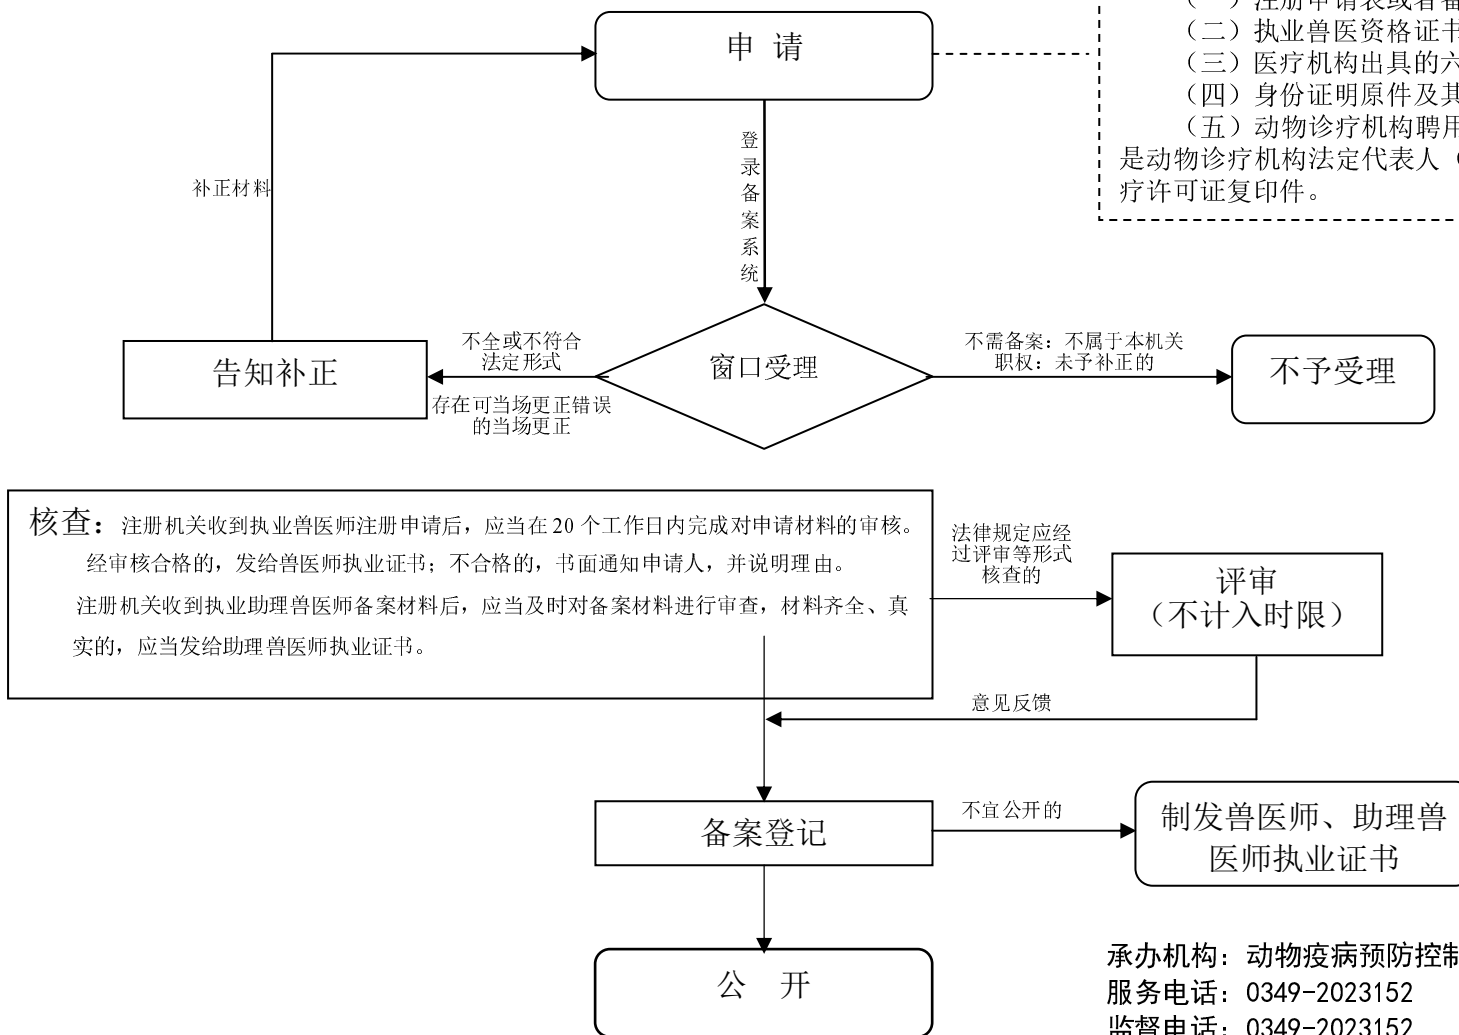 申 请
（一）注册申请表或者备
（二）执业兽医资格证书
（三）医疗机构出具的六
（四）身份证明原件及其
（五）动物诊疗机构聘用
是动物诊疗机构法定代表人（
疗许可证复印件。
登录备案系统
补正材料
告知补正
不全或不符合
法定形式
存在可当场更正错误
的当场更正
窗口受理
不需备案：不属于本机关
职权：未予补正的
不予受理
核查：注册机关收到执业兽医师注册申请后，应当在 20 个工作日内完成对申请材料的审核。
经审核合格的，发给兽医师执业证书；不合格的，书面通知申请人，并说明理由。
注册机关收到执业助理兽医师备案材料后，应当及时对备案材料进行审查，材料齐全、真
实的，应当发给助理兽医师执业证书。
法律规定应经
过评审等形式
核查的
评审
（不计入时限）
意见反馈
备案登记
不宜公开的
制发兽医师、助理兽
医师执业证书
公 开
承办机构：动物疫病预防控制
服务电话：0349-2023152
监督电话：0349-2023152